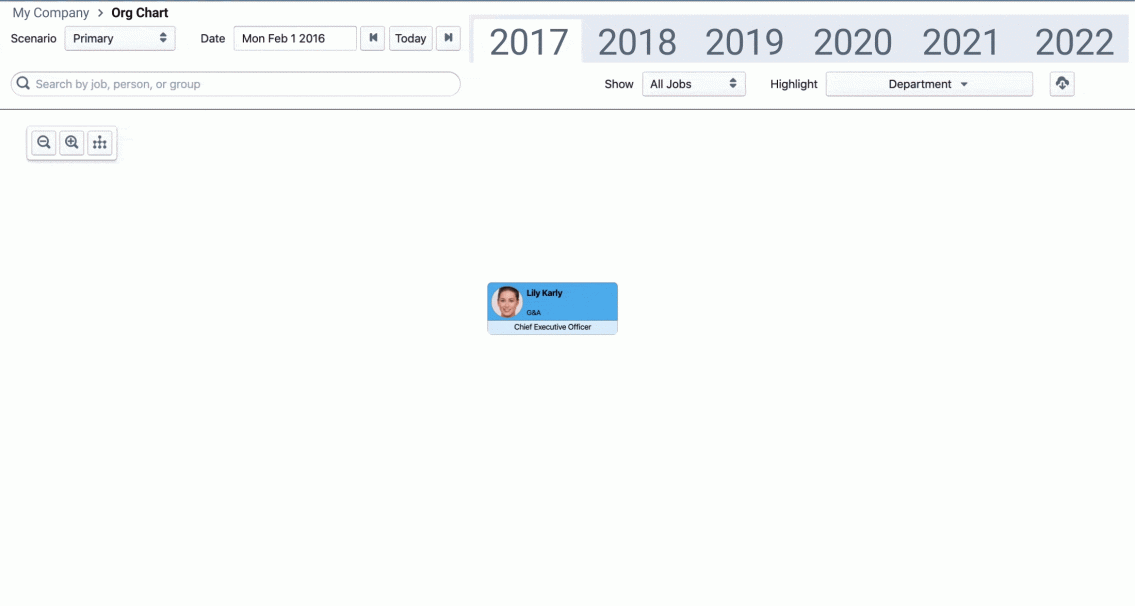 My Company > Org Chart
Scenario Primary Date Mon Feb 1 2016 Today
2017 2018 2019 2020 2021 2022
Search by job, person, or group
Show All Jobs Highlight Department
Lily Karly
G&A
Chief Executive Officer